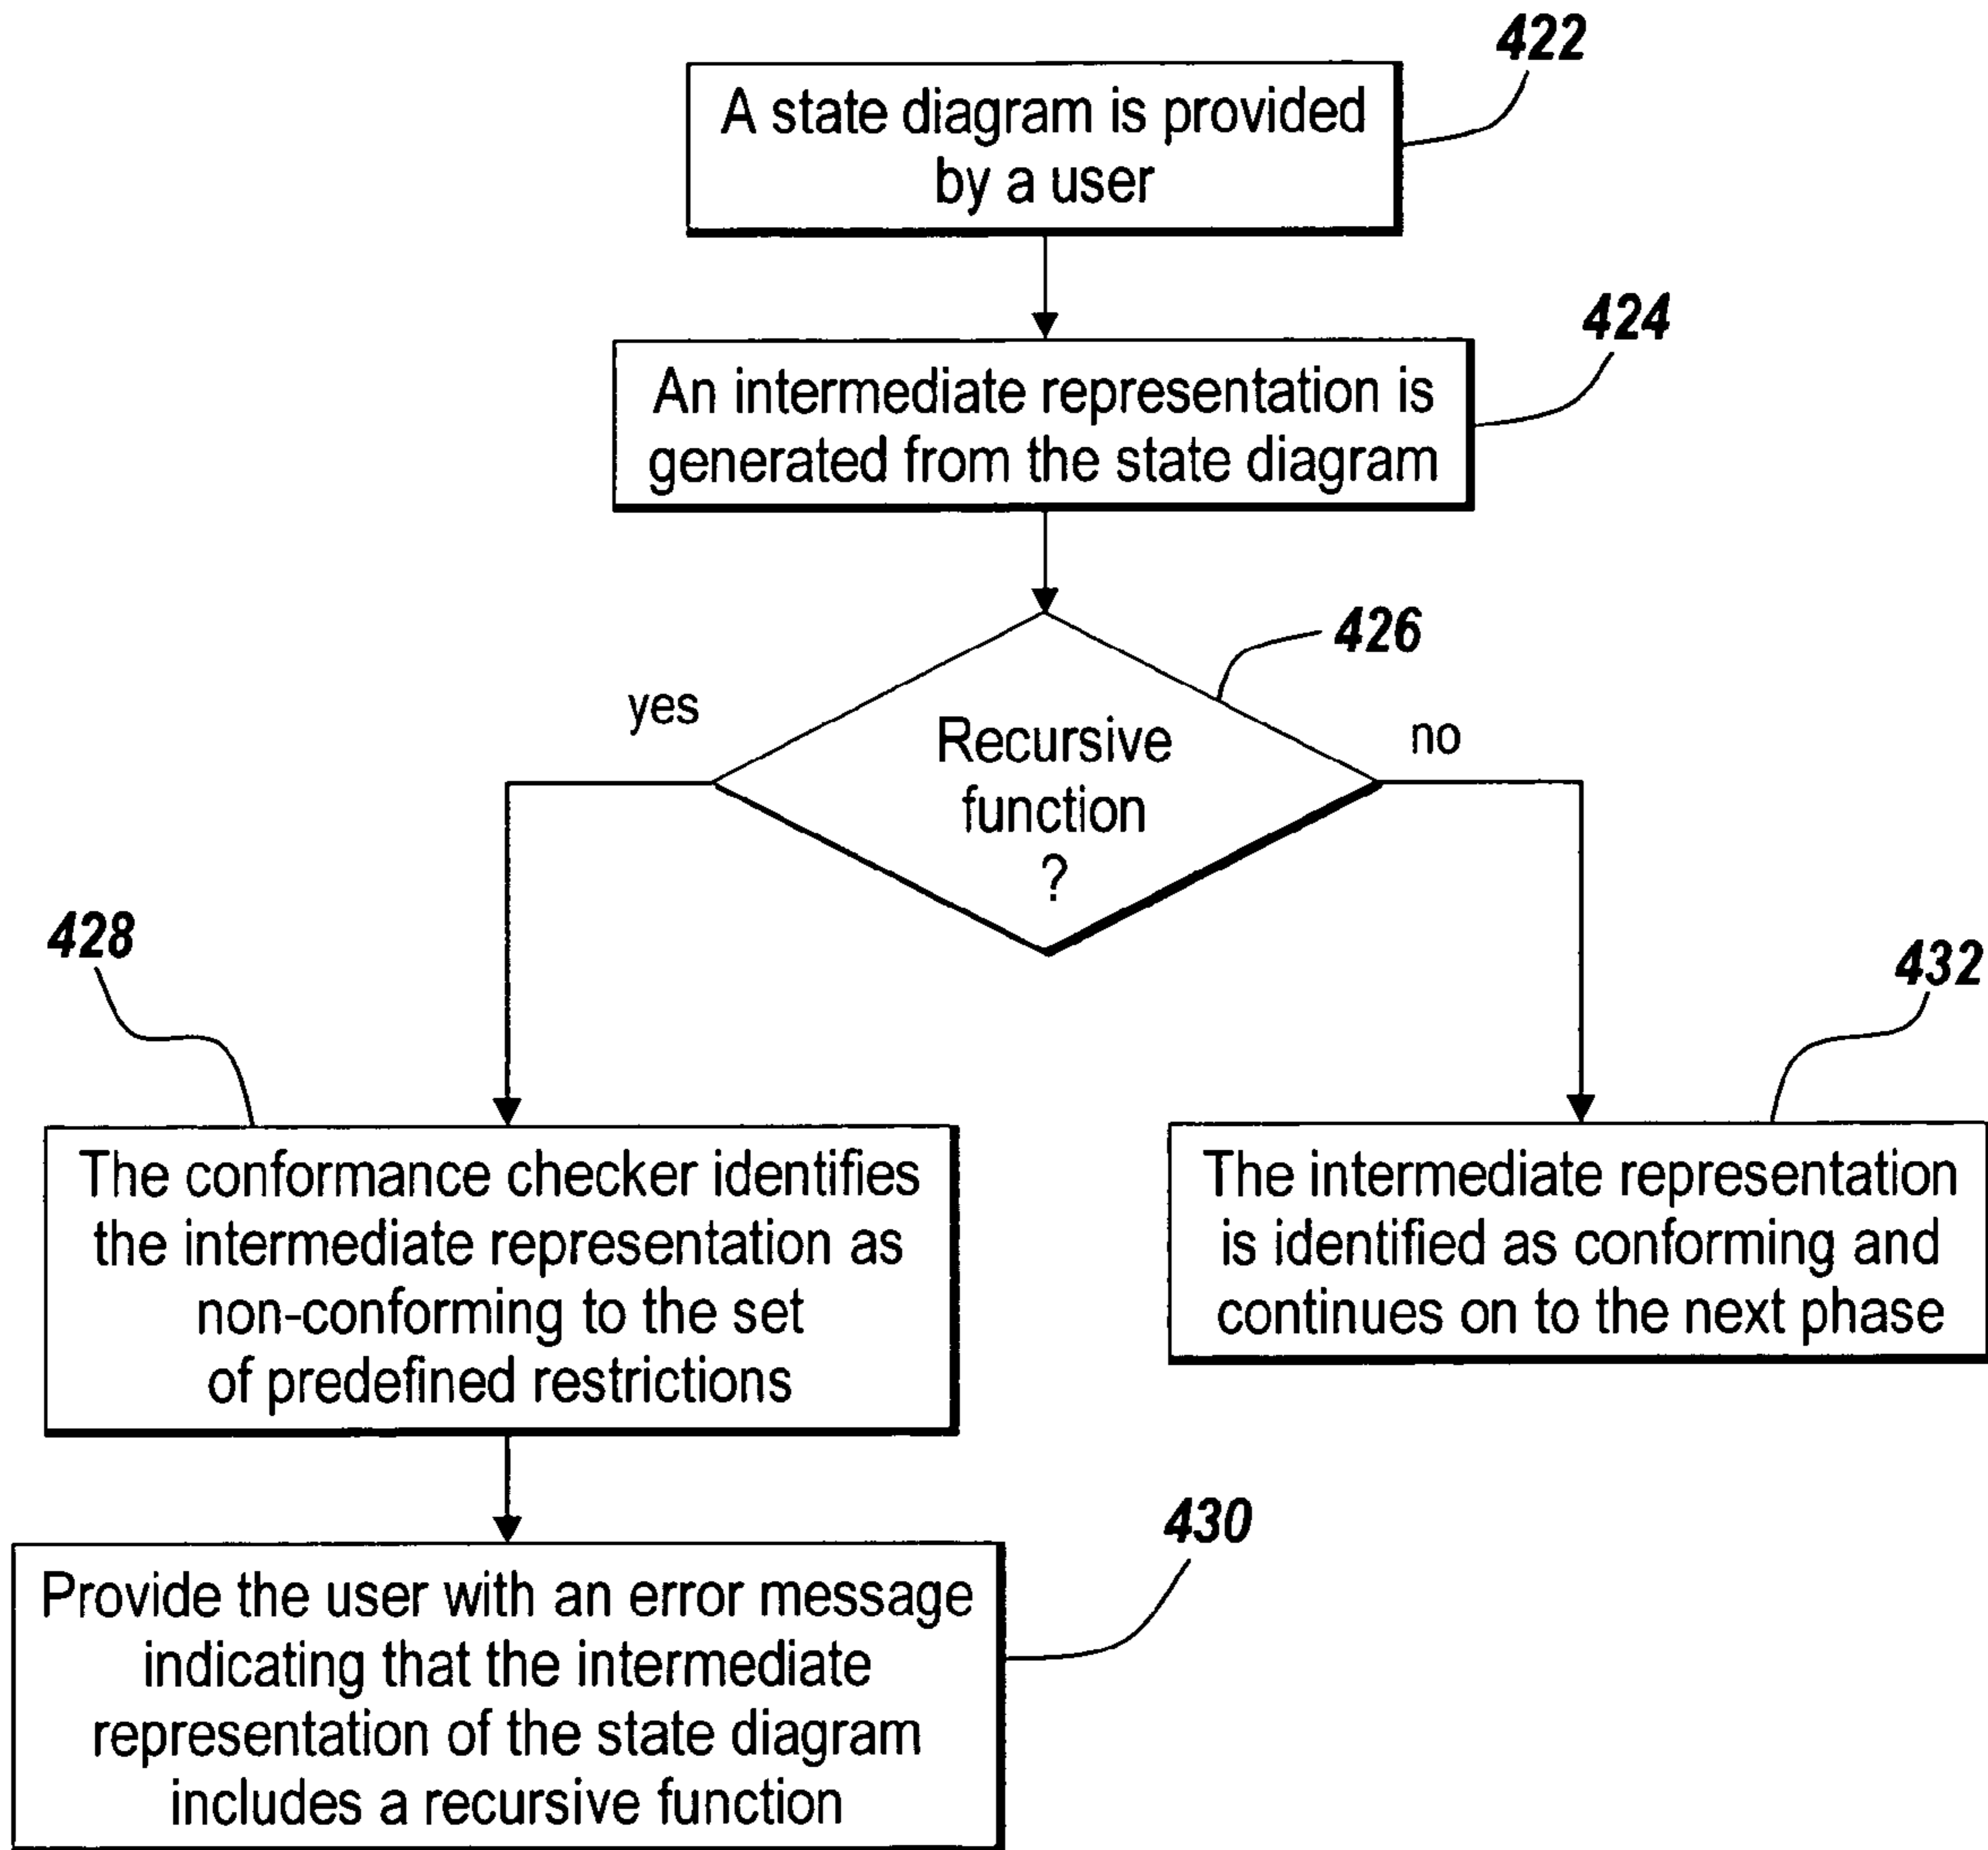 422
A state diagram is provided
by a user
424
An intermediate representation is
generated from the state diagram
426
yes
no
Recursive
function
?
428
432
The conformance checker identifies
the intermediate representation as
non-conforming to the set
of predefined restrictions
The intermediate representation
is identified as conforming and
continues on to the next phase
430
Provide the user with an error message
indicating that the intermediate
representation of the state diagram
includes a recursive function